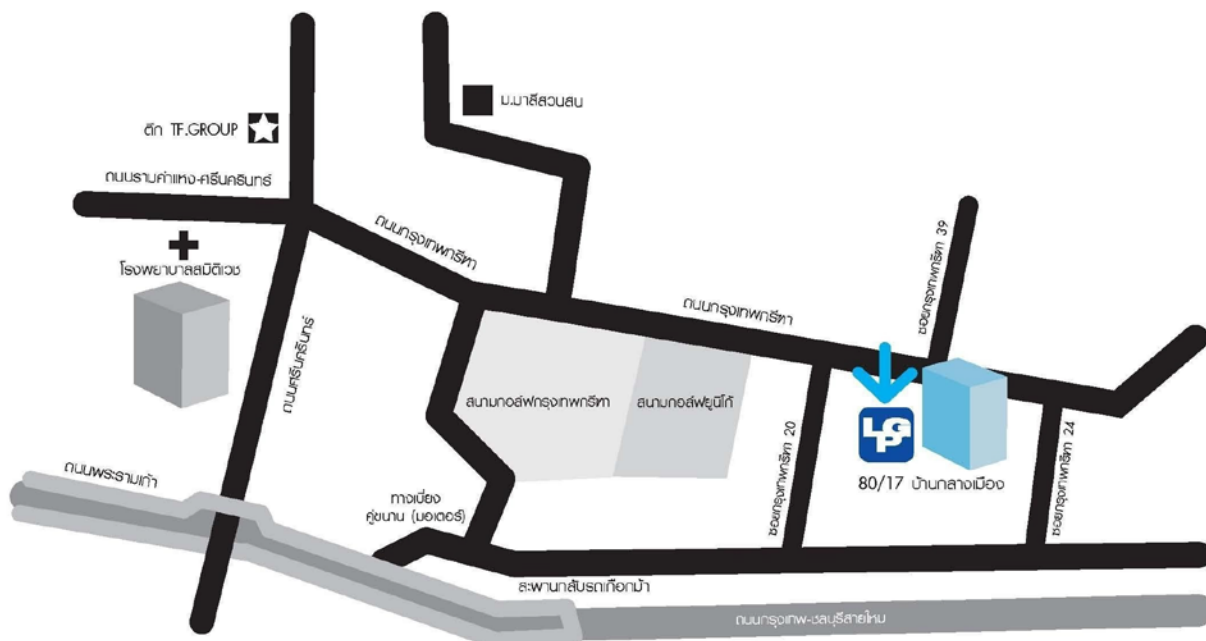 ม.มาลีสวนสน
ตึก TF.GROUP
ถนนรามคำแหง-ศรีนครินทร์
ถนนกรุงเทพกรีฑา
โรงพยาบาลสมิติเวช
ซอยกรุงเทพกรีฑา 39
ถนนกรุงเทพกรีฑา
ถนนศรีนครินทร์
สนามกอล์ฟกรุงเทพกรีฑา
สนามกอล์ฟยูนิโก้
LPG
ซอยกรุงเทพกรีฑา 20
ซอยกรุงเทพกรีฑา 24
80/17 บ้านกลางเมือง
ถนนพระรามเก้า
ทางเบี่ยง
คู่ขนาน (มอเตอร์)
สะพานกลับรถเกือกม้า
ถนนกรุงเทพ-ชลบุรีสายใหม่